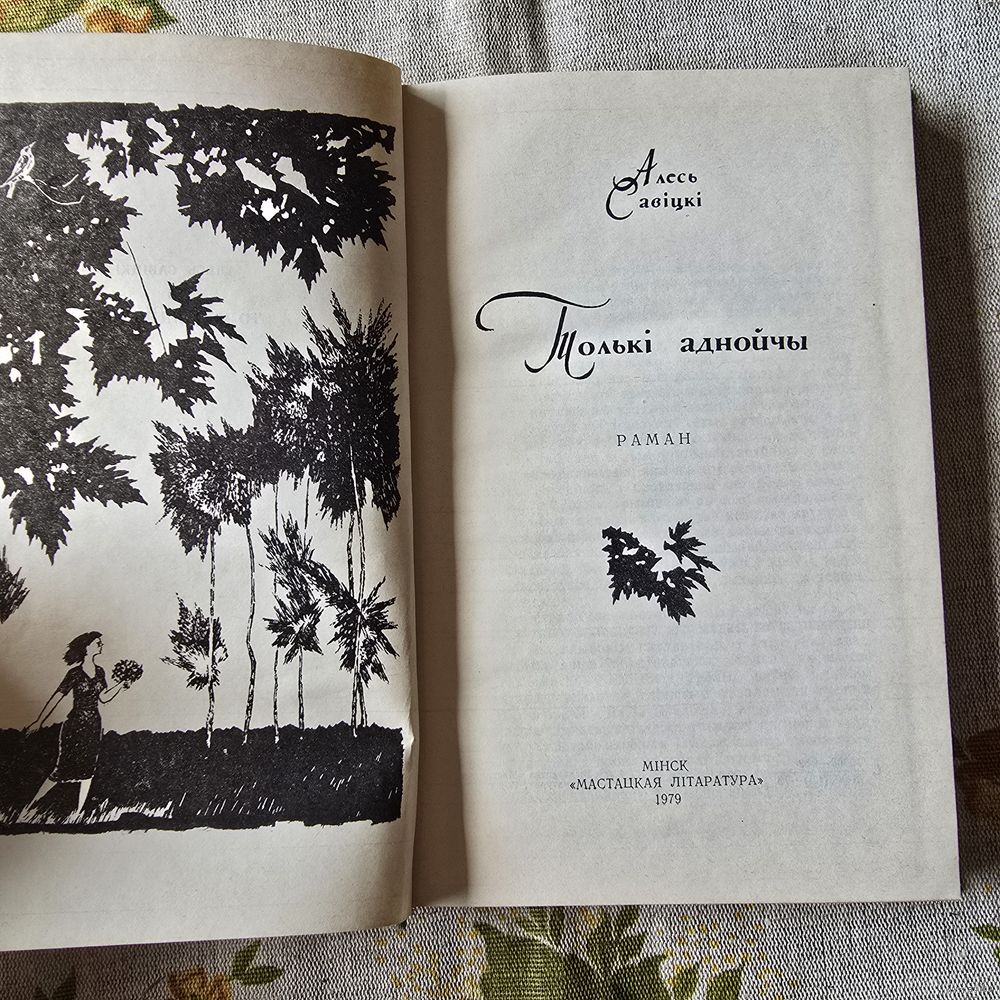 Алесь
Савіцкі
Толькі аднойчы
РАМАН
МІНСК
«МАСТАЦКАЯ ЛІТАРАТУРА»
1979